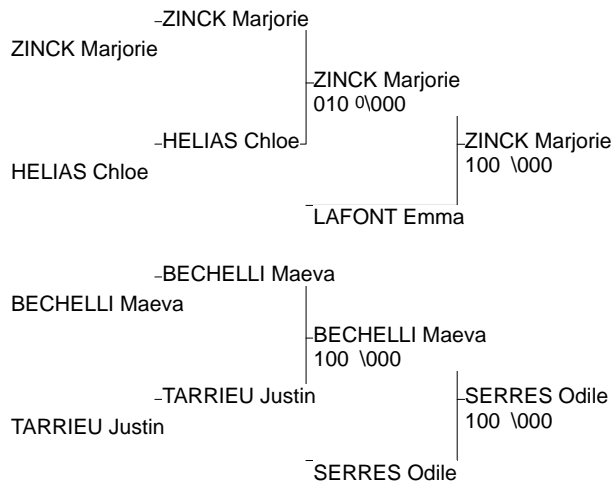 ZINCK Marjorie
ZINCK Marjorie
ZINCK Marjorie
010 0\000
HELIAS Chloe
ZINCK Marjorie
100 \000
HELIAS Chloe
LAFONT Emma
BECHELLI Maeva
BECHELLI Maeva
BECHELLI Maeva
100 \000
TARRIEU Justin
SERRES Odile
100 \000
TARRIEU Justin
SERRES Odile